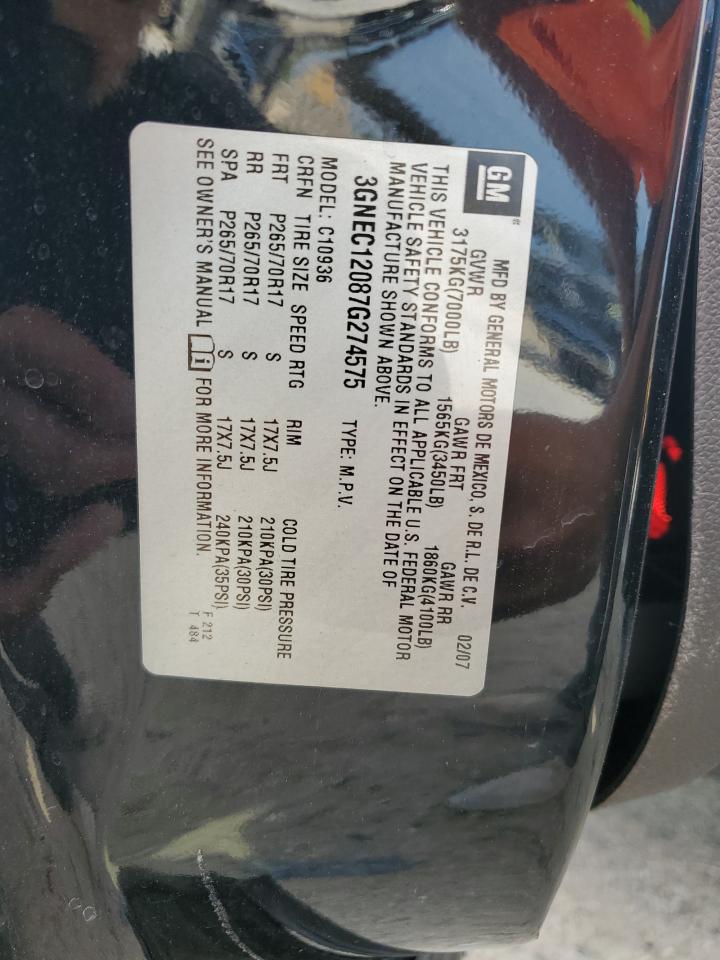 GM
MFD BY GENERAL MOTORS DE MEXICO, S. DE R.L. DE C.V. 02/07
GVWR GAWR FRT GAWR RR
3175KG(7000LB) 1565KG(3450LB) 1860KG(4100LB)
THIS VEHICLE CONFORMS TO ALL APPLICABLE U.S. FEDERAL MOTOR
VEHICLE SAFETY STANDARDS IN EFFECT ON THE DATE OF
MANUFACTURE SHOWN ABOVE.
3GNEC12087G274575 TYPE: M.P.V.
MODEL: C10936
CRFN TIRE SIZE SPEED RTG RIM COLD TIRE PRESSURE
FRT P265/70R17 S 17X7.5J 210KPA(30PSI)
RR P265/70R17 S 17X7.5J 210KPA(30PSI)
SPA P265/70R17 S 17X7.5J 240KPA(35PSI)
SEE OWNER'S MANUAL i FOR MORE INFORMATION.
F 212
T 484